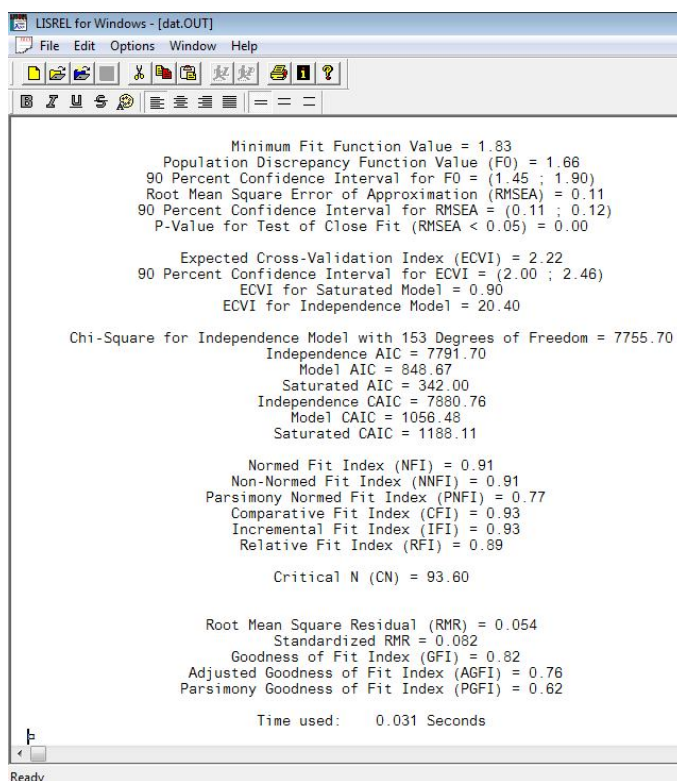 LISREL for Windows - [dat.OUT]
File Edit Options Window Help
B I U S
Minimum Fit Function Value = 1.83
Population Discrepancy Function Value (F0) = 1.66
90 Percent Confidence Interval for F0 = (1.45 ; 1.90)
Root Mean Square Error of Approximation (RMSEA) = 0.11
90 Percent Confidence Interval for RMSEA = (0.11 ; 0.12)
P-Value for Test of Close Fit (RMSEA < 0.05) = 0.00
Expected Cross-Validation Index (ECVI) = 2.22
90 Percent Confidence Interval for ECVI = (2.00 ; 2.46)
ECVI for Saturated Model = 0.90
ECVI for Independence Model = 20.40
Chi-Square for Independence Model with 153 Degrees of Freedom = 7755.70
Independence AIC = 7791.70
Model AIC = 848.67
Saturated AIC = 342.00
Independence CAIC = 7880.76
Model CAIC = 1056.48
Saturated CAIC = 1188.11
Normed Fit Index (NFI) = 0.91
Non-Normed Fit Index (NNFI) = 0.91
Parsimony Normed Fit Index (PNFI) = 0.77
Comparative Fit Index (CFI) = 0.93
Incremental Fit Index (IFI) = 0.93
Relative Fit Index (RFI) = 0.89
Critical N (CN) = 93.60
Root Mean Square Residual (RMR) = 0.054
Standardized RMR = 0.082
Goodness of Fit Index (GFI) = 0.82
Adjusted Goodness of Fit Index (AGFI) = 0.76
Parsimony Goodness of Fit Index (PGFI) = 0.62
Time used: 0.031 Seconds
Ready